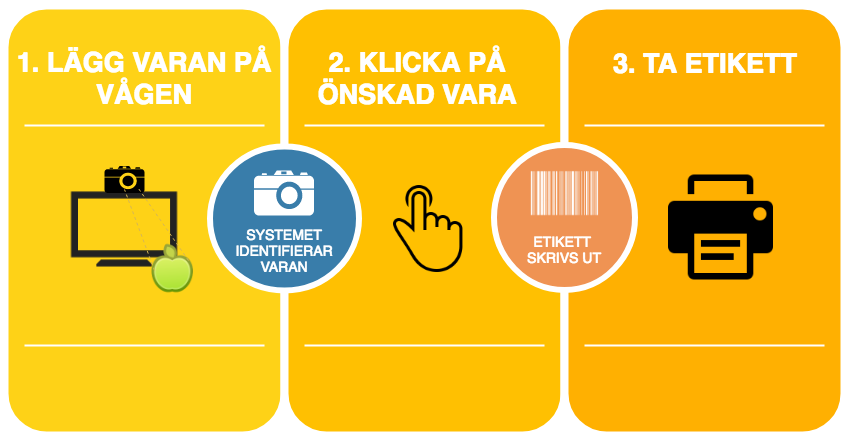 1. LÄGG VARAN PÅ
VÅGEN
SYSTEMET
IDENTIFIERAR
VARAN
2. KLICKA PÅ
ÖNSKAD VARA
ETIKETT
SKRIVS UT
3. TA ETIKETT